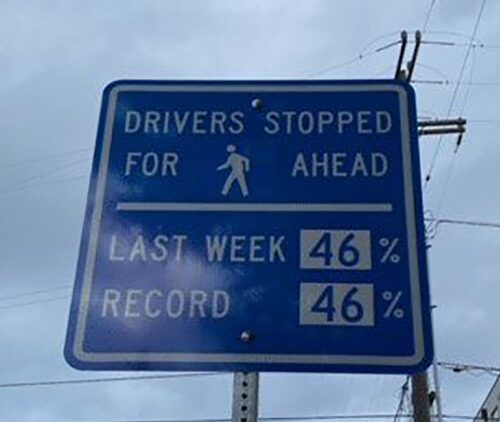 DRIVERS STOPPED
FOR AHEAD
LAST WEEK 46 %
RECORD 46 %